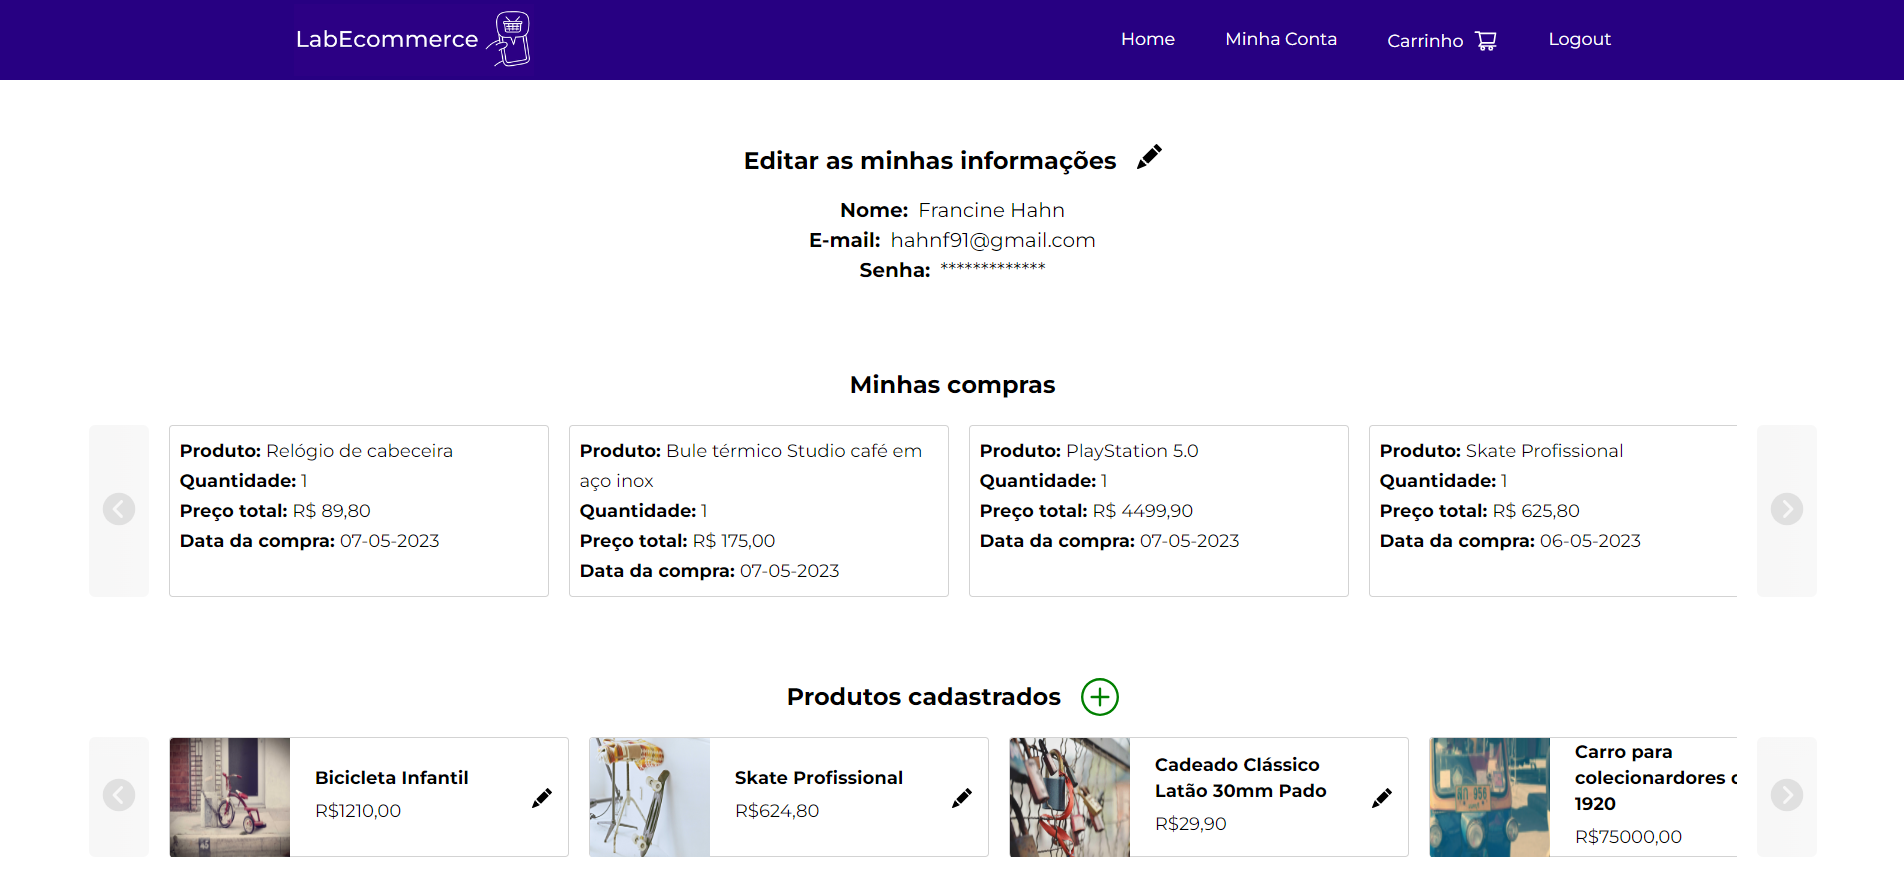 LabEcommerce
Home Minha Conta Carrinho Logout
Editar as minhas informações
Nome: Francine Hahn
E-mail: hahnf91@gmail.com
Senha: *************
Minhas compras
Produto: Relógio de cabeceira
Quantidade: 1
Preço total: R$ 89,80
Data da compra: 07-05-2023
Produto: Bule térmico Studio café em
aço inox
Quantidade: 1
Preço total: R$ 175,00
Data da compra: 07-05-2023
Produto: PlayStation 5.0
Quantidade: 1
Preço total: R$ 4499,90
Data da compra: 07-05-2023
Produto: Skate Profissional
Quantidade: 1
Preço total: R$ 625,80
Data da compra: 06-05-2023
Produtos cadastrados
Bicicleta Infantil
R$1210,00
Skate Profissional
R$624,80
Cadeado Clássico
Latão 30mm Pado
R$29,90
Carro para
colecionardores
1920
R$75000,00